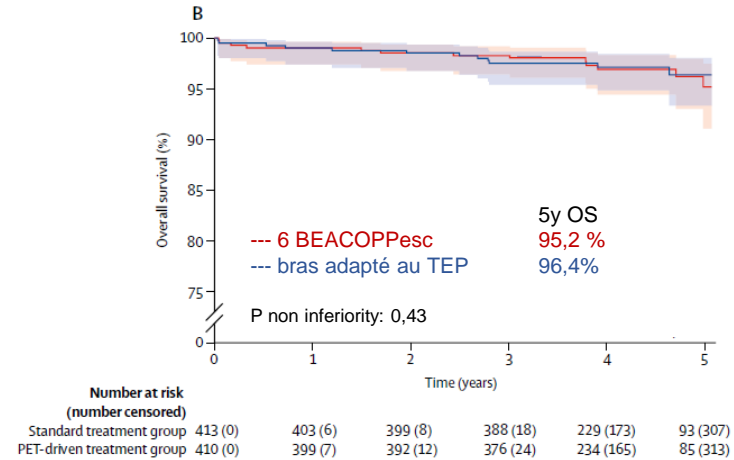 B
100
95
90
85
80
75
0
Overall survival (%)
5y OS
--- 6 BEACOPPesc 95,2 %
--- bras adapté au TEP 96,4%
P non inferiority: 0,43
0 1 2 3 4 5
Time (years)
Number at risk
(number censored)
Standard treatment group 413 (0) 403 (6) 399 (8) 388 (18) 229 (173) 93 (307)
PET-driven treatment group 410 (0) 399 (7) 392 (12) 376 (24) 234 (165) 85 (313)